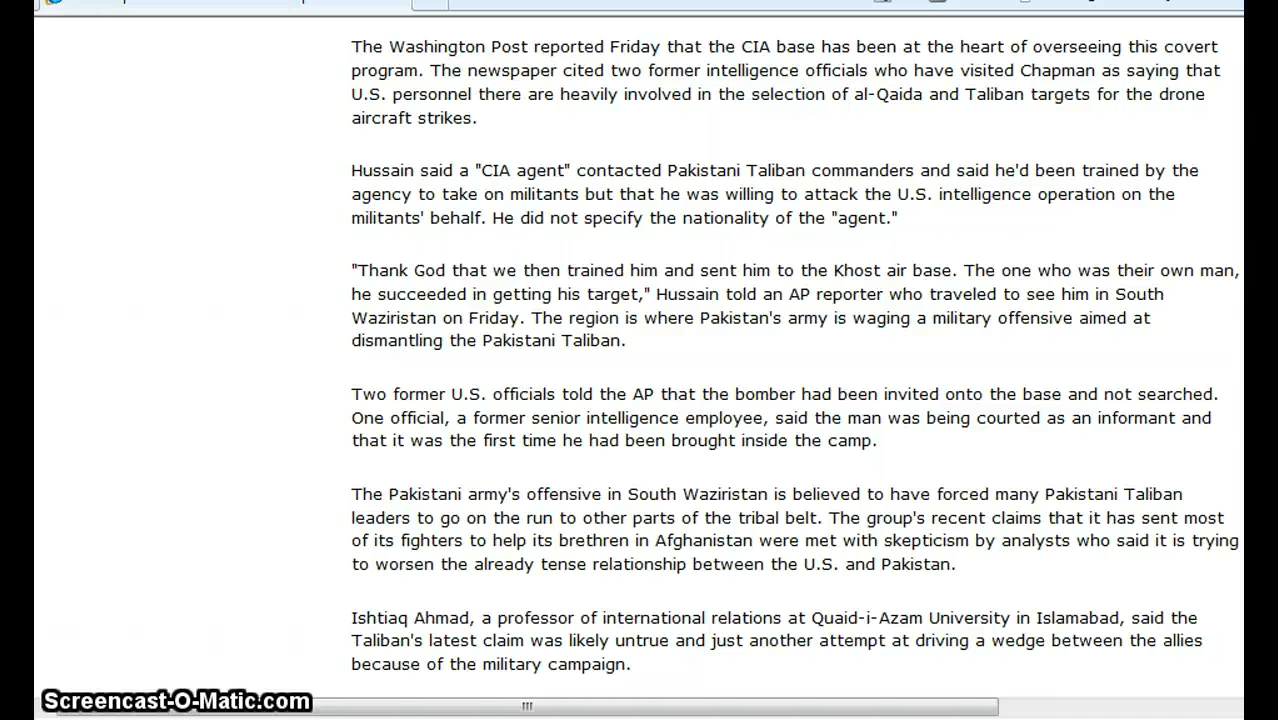 The Washington Post reported Friday that the CIA base has been at the heart of overseeing this covert
program. The newspaper cited two former intelligence officials who have visited Chapman as saying that
U.S. personnel there are heavily involved in the selection of al-Qaida and Taliban targets for the drone
aircraft strikes.
Hussain said a "CIA agent" contacted Pakistani Taliban commanders and said he'd been trained by the
agency to take on militants but that he was willing to attack the U.S. intelligence operation on the
militants' behalf. He did not specify the nationality of the "agent."
"Thank God that we then trained him and sent him to the Khost air base. The one who was their own man,
he succeeded in getting his target," Hussain told an AP reporter who traveled to see him in South
Waziristan on Friday. The region is where Pakistan's army is waging a military offensive aimed at
dismantling the Pakistani Taliban.
Two former U.S. officials told the AP that the bomber had been invited onto the base and not searched.
One official, a former senior intelligence employee, said the man was being courted as an informant and
that it was the first time he had been brought inside the camp.
The Pakistani army's offensive in South Waziristan is believed to have forced many Pakistani Taliban
leaders to go on the run to other parts of the tribal belt. The group's recent claims that it has sent most
of its fighters to help its brethren in Afghanistan were met with skepticism by analysts who said it is trying
to worsen the already tense relationship between the U.S. and Pakistan.
Ishtiaq Ahmad, a professor of international relations at Quaid-i-Azam University in Islamabad, said the
Taliban's latest claim was likely untrue and just another attempt at driving a wedge between the allies
because of the military campaign.
Screencast-O-Matic.com